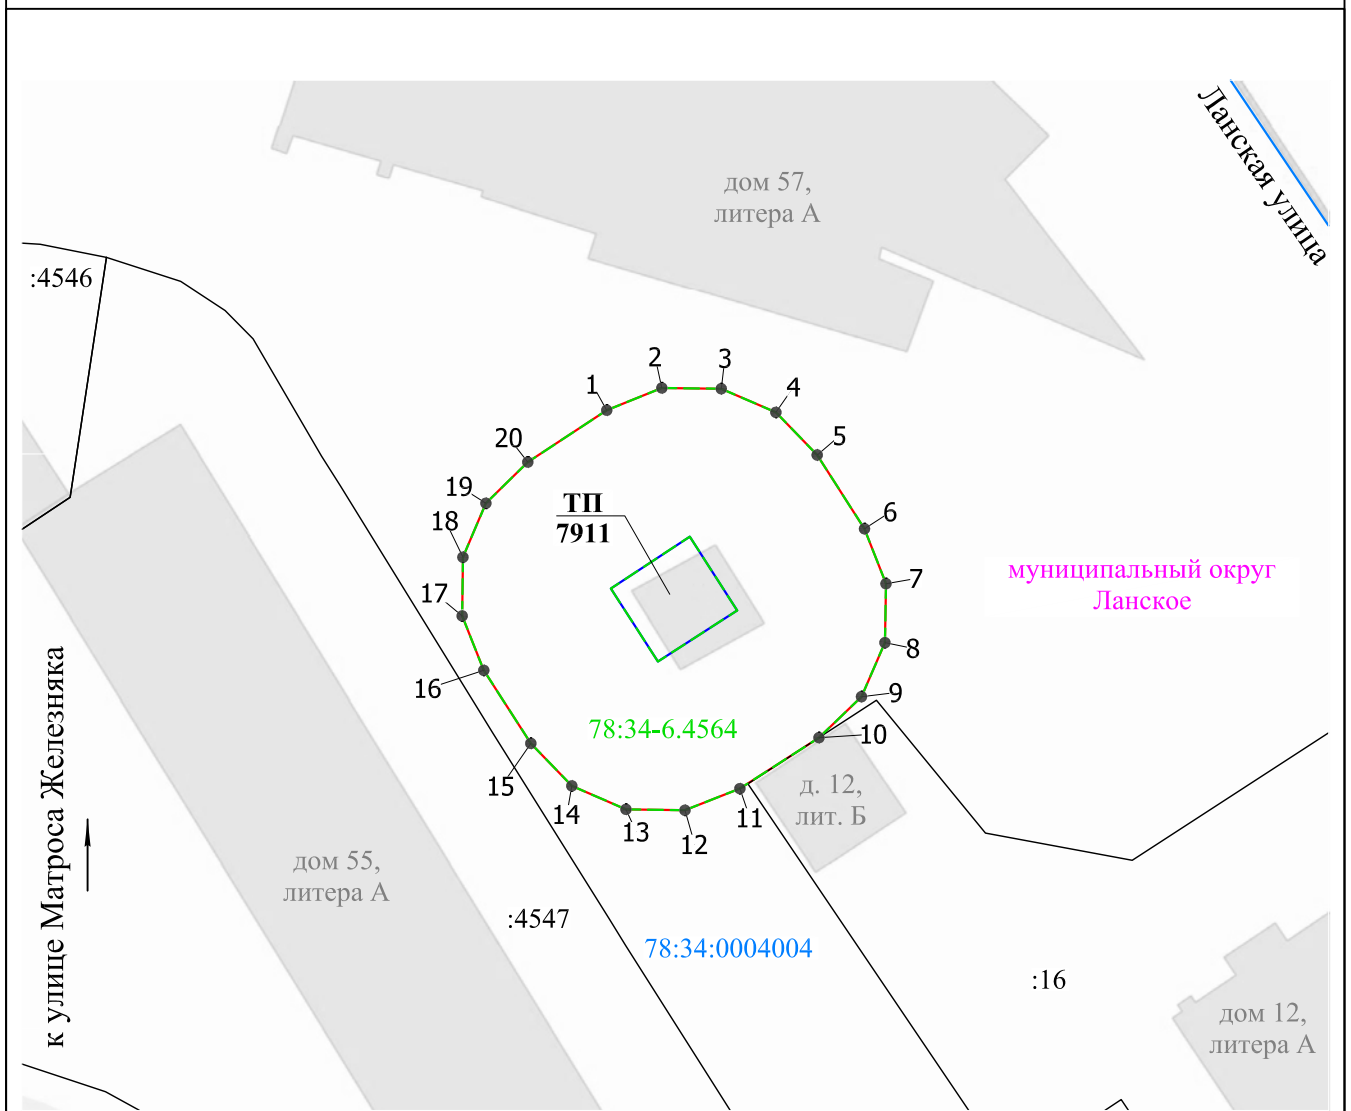 Ланская улица
дом 57,
литера А
:4546
1
2
3
4
5
6
7
8
9
10
11
12
13
14
15
16
17
18
19
20
ТП
7911
муниципальный округ
Ланское
78:34-6.4564
д. 12,
лит. Б
к улице Матроса Железняка
дом 55,
литера А
:4547
78:34:0004004
:16
дом 12,
литера А